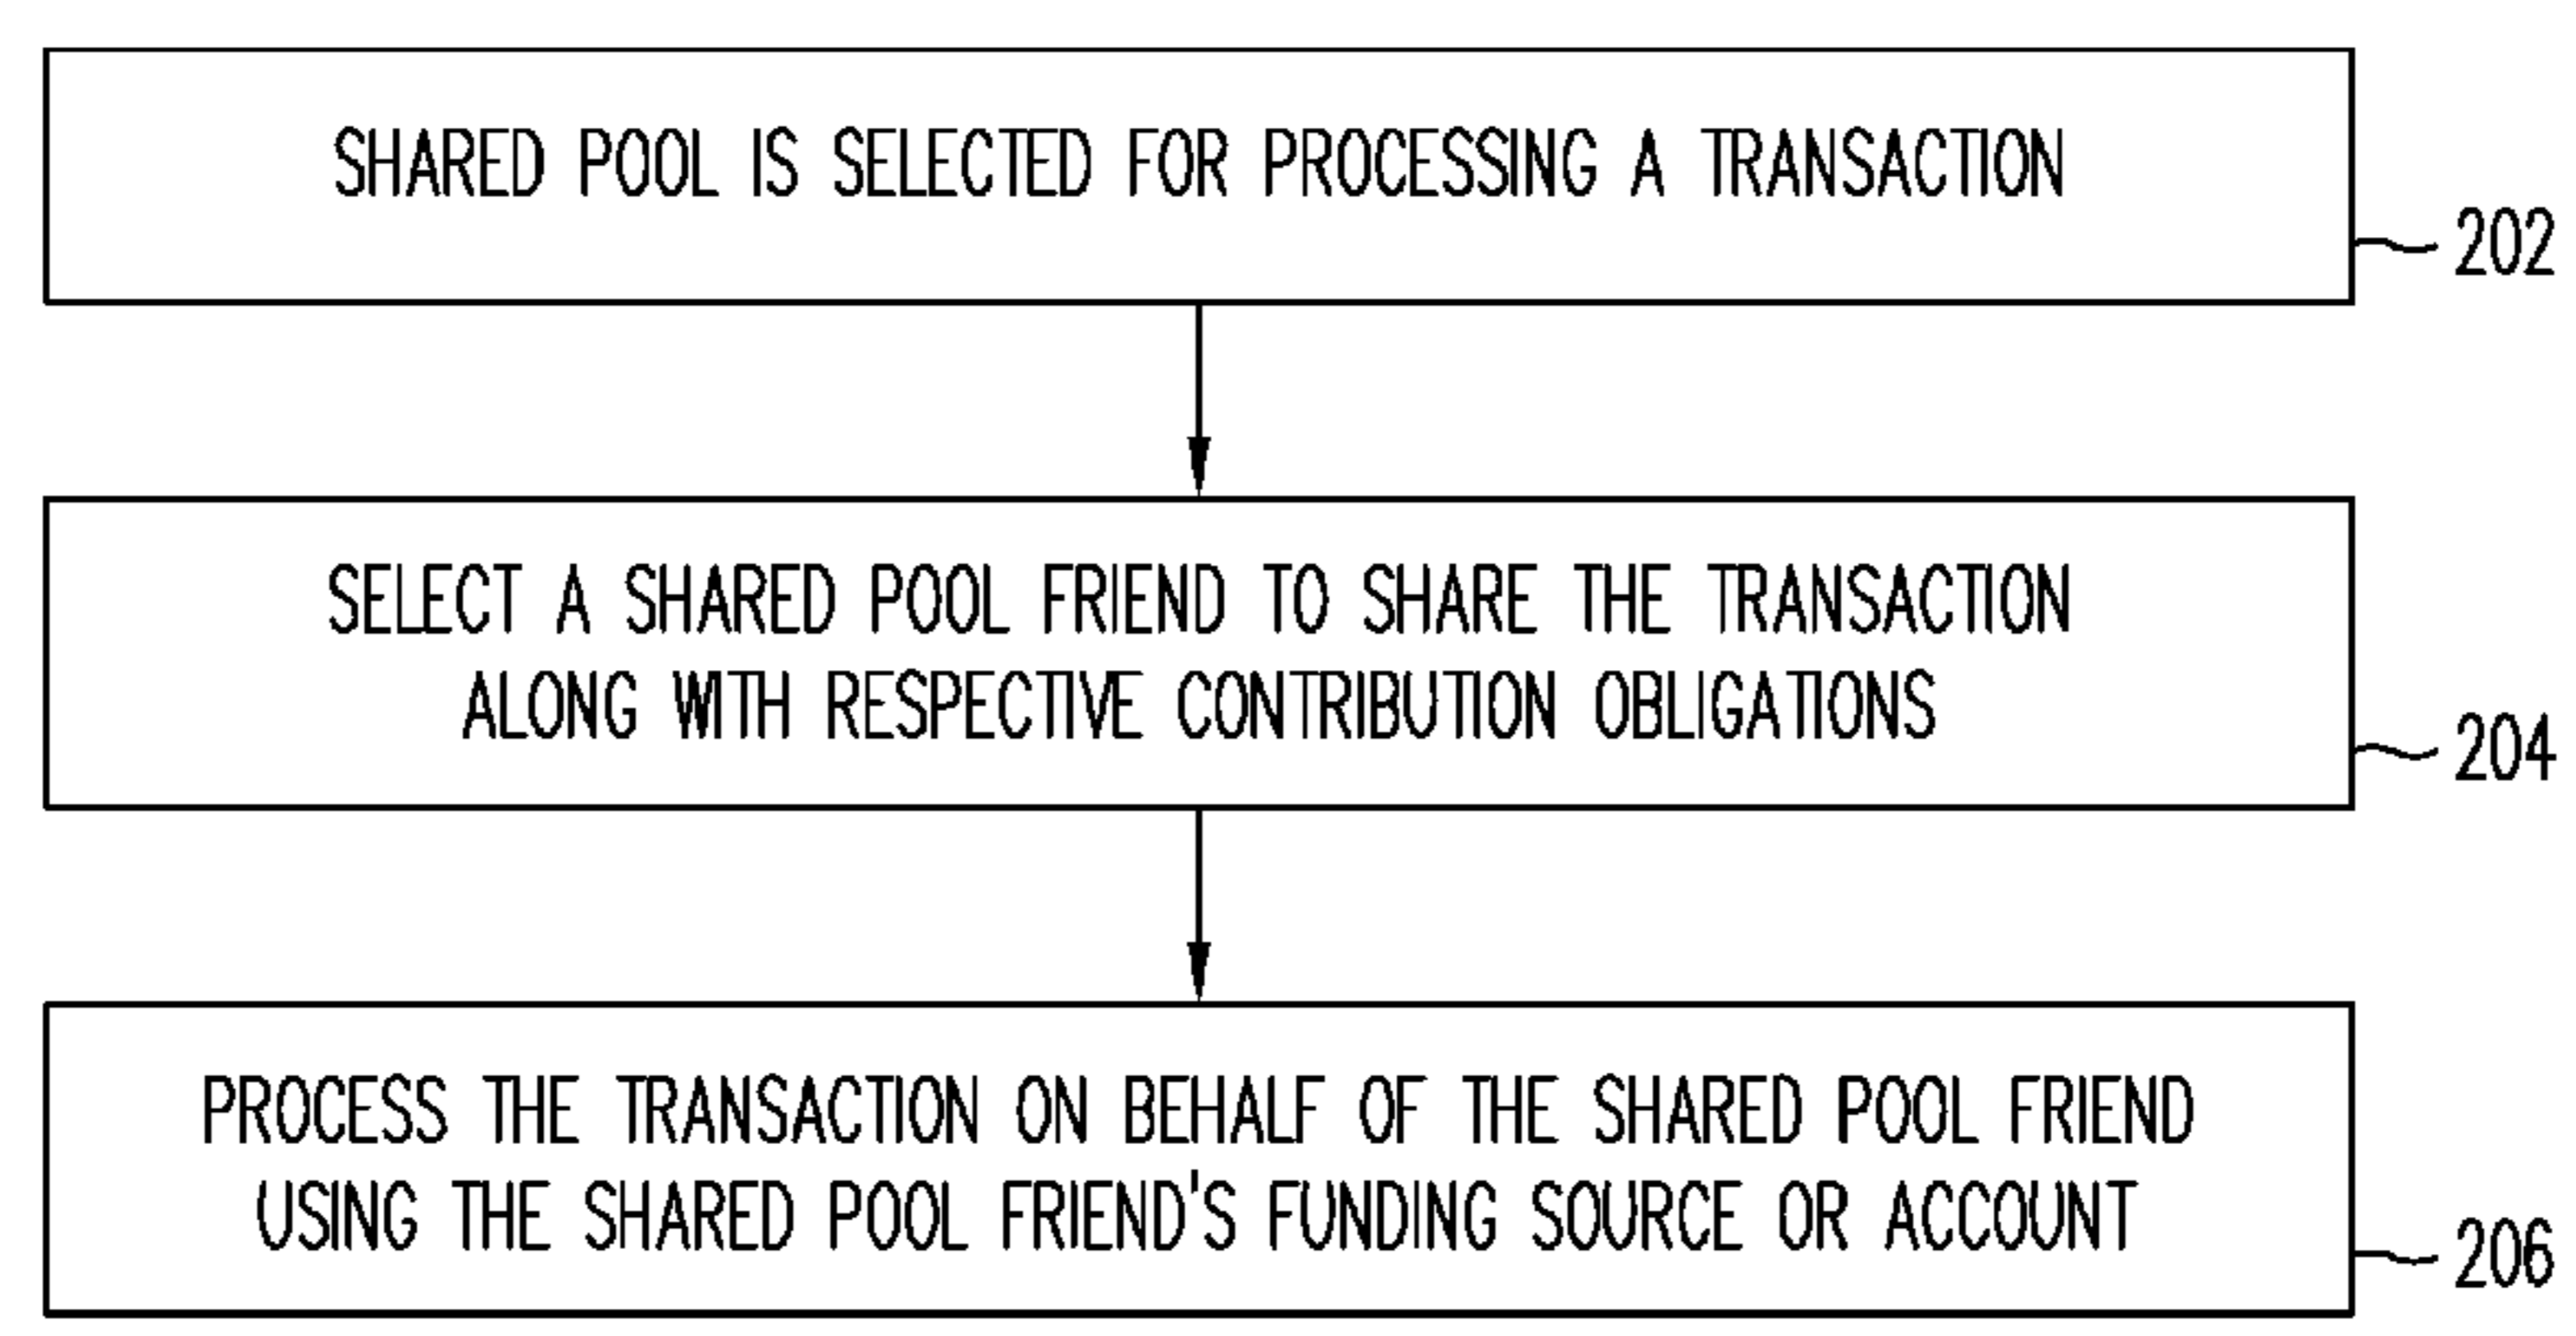 SHARED POOL IS SELECTED FOR PROCESSING A TRANSACTION
202
SELECT A SHARED POOL FRIEND TO SHARE THE TRANSACTION
ALONG WITH RESPECTIVE CONTRIBUTION OBLIGATIONS
204
PROCESS THE TRANSACTION ON BEHALF OF THE SHARED POOL FRIEND
USING THE SHARED POOL FRIEND'S FUNDING SOURCE OR ACCOUNT
206